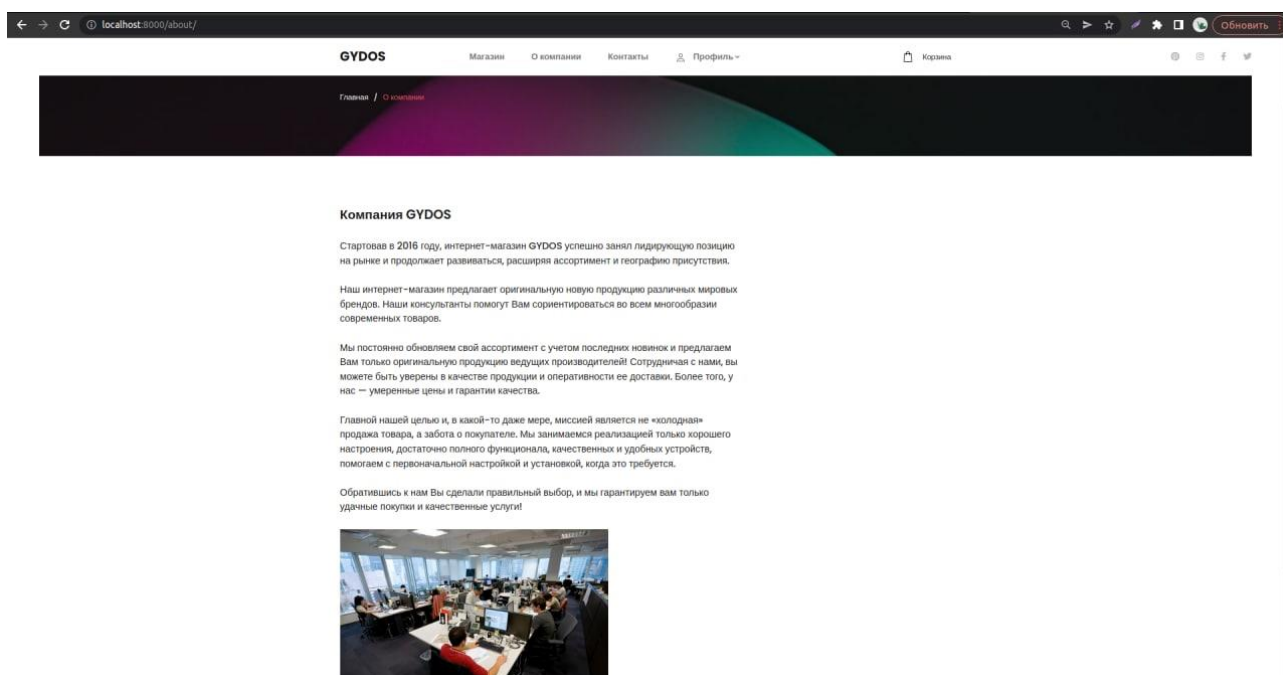 localhost:8000/about/
Обновить
GYDOS
Магазин
О компании
Контакты
Профиль
Корзина
Главная / О компании
Компания GYDOS
Стартовав в 2016 году, интернет-магазин GYDOS успешно занял лидирующую позицию
на рынке и продолжает развиваться, расширяя ассортимент и географию присутствия.
Наш интернет-магазин предлагает оригинальную новую продукцию различных мировых
брендов. Наши консультанты помогут Вам сориентироваться во всем многообразии
современных товаров.
Мы постоянно обновляем свой ассортимент с учетом последних новинок и предлагаем
Вам только оригинальную продукцию ведущих производителей! Сотрудничая с нами, вы
можете быть уверены в качестве продукции и оперативности ее доставки. Более того, у
нас — умеренные цены и гарантии качества.
Главной нашей целью и, в какой-то даже мере, миссией является не «холодная»
продажа товара, а забота о покупателе. Мы занимаемся реализацией только хорошего
настроения, достаточно полного функционала, качественных и удобных устройств,
помогаем с первоначальной настройкой и установкой, когда это требуется.
Обратившись к нам Вы сделали правильный выбор, и мы гарантируем вам только
удачные покупки и качественные услуги!